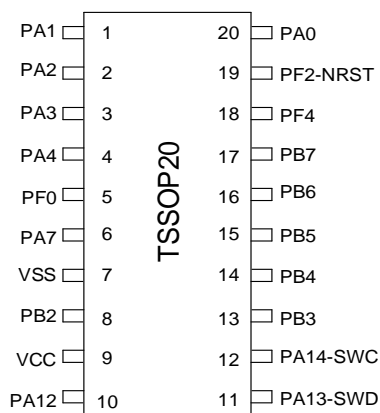 PA1 1 20 PA0
PA2 2 19 PF2-NRST
PA3 3 18 PF4
PA4 4 17 PB7
PF0 5 16 PB6
PA7 6 15 PB5
VSS 7 14 PB4
PB2 8 13 PB3
VCC 9 12 PA14-SWC
PA12 10 11 PA13-SWD
TSSOP20